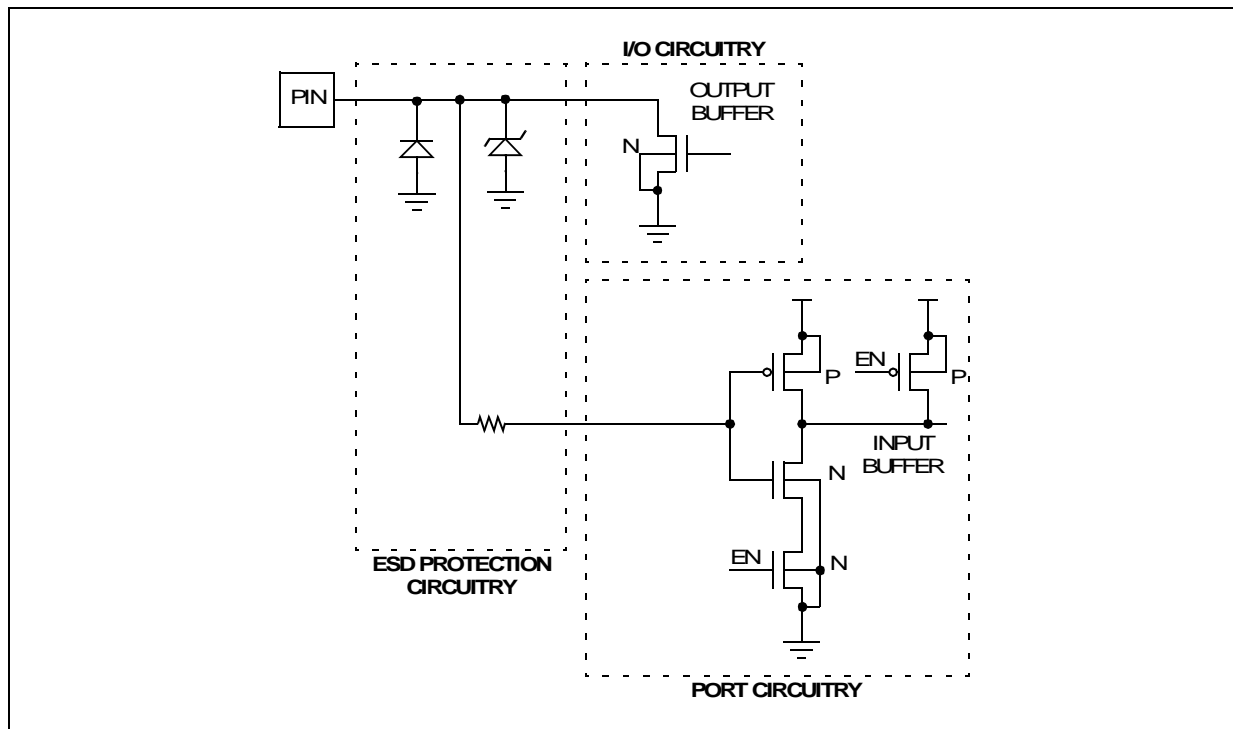 I/O CIRCUITRY
PIN
OUTPUT
BUFFER
N
EN
P
P
INPUT
BUFFER
N
EN
N
ESD PROTECTION
CIRCUITRY
PORT CIRCUITRY